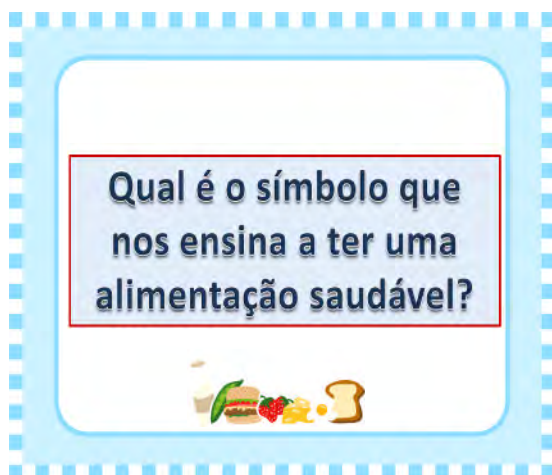 Qual é o símbolo que
nos ensina a ter uma
alimentação saudável?